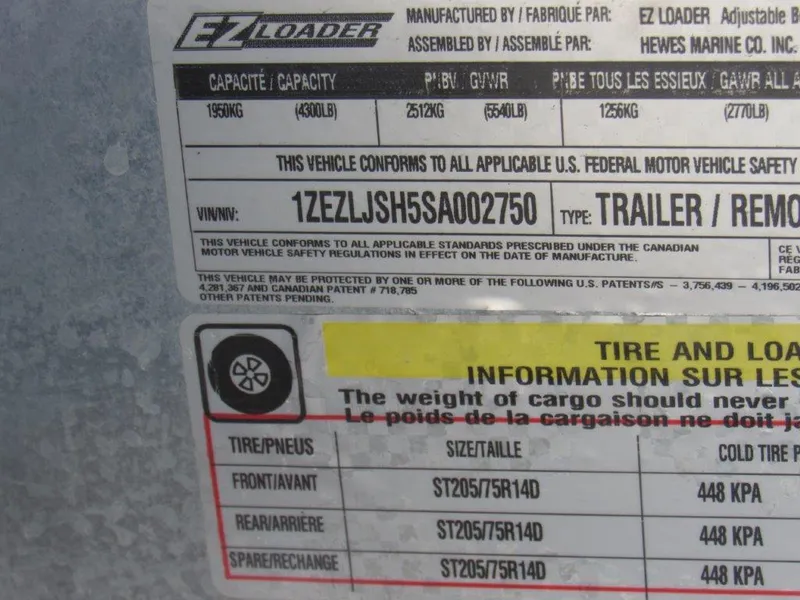 EZ LOADER
MANUFACTURED BY / FABRIQUÉ PAR: EZ LOADER Adjustable B
ASSEMBLED BY / ASSEMBLÉ PAR: HEWES MARINE CO. INC.
CAPACITÉ / CAPACITY PNBV / GVWR PNBE TOUS LES ESSIEUX / GAWR ALL A
1950KG (4300LB) 2512KG (5540LB) 1256KG (2770LB)
THIS VEHICLE CONFORMS TO ALL APPLICABLE U.S. FEDERAL MOTOR VEHICLE SAFETY
VIN/NIV: 1ZEZLJSH5SA002750 TYPE: TRAILER / REMO
THIS VEHICLE CONFORMS TO ALL APPLICABLE STANDARDS PRESCRIBED UNDER THE CANADIAN CE V
MOTOR VEHICLE SAFETY REGULATIONS IN EFFECT ON THE DATE OF MANUFACTURE. REG
FAB
THIS VEHICLE MAY BE PROTECTED BY ONE OR MORE OF THE FOLLOWING U.S. PATENTS#S - 3,756,439 - 4,196,502
4,281,367 AND CANADIAN PATENT # 718,785
OTHER PATENTS PENDING.
TIRE AND LOA
INFORMATION SUR LES
The weight of cargo should never
Le poids de la cargaison ne doit ja
TIRE/PNEUS SIZE/TAILLE COLD TIRE P
FRONT/AVANT ST205/75R14D 448 KPA
REAR/ARRIÈRE ST205/75R14D 448 KPA
SPARE/RECHANGE ST205/75R14D 448 KPA